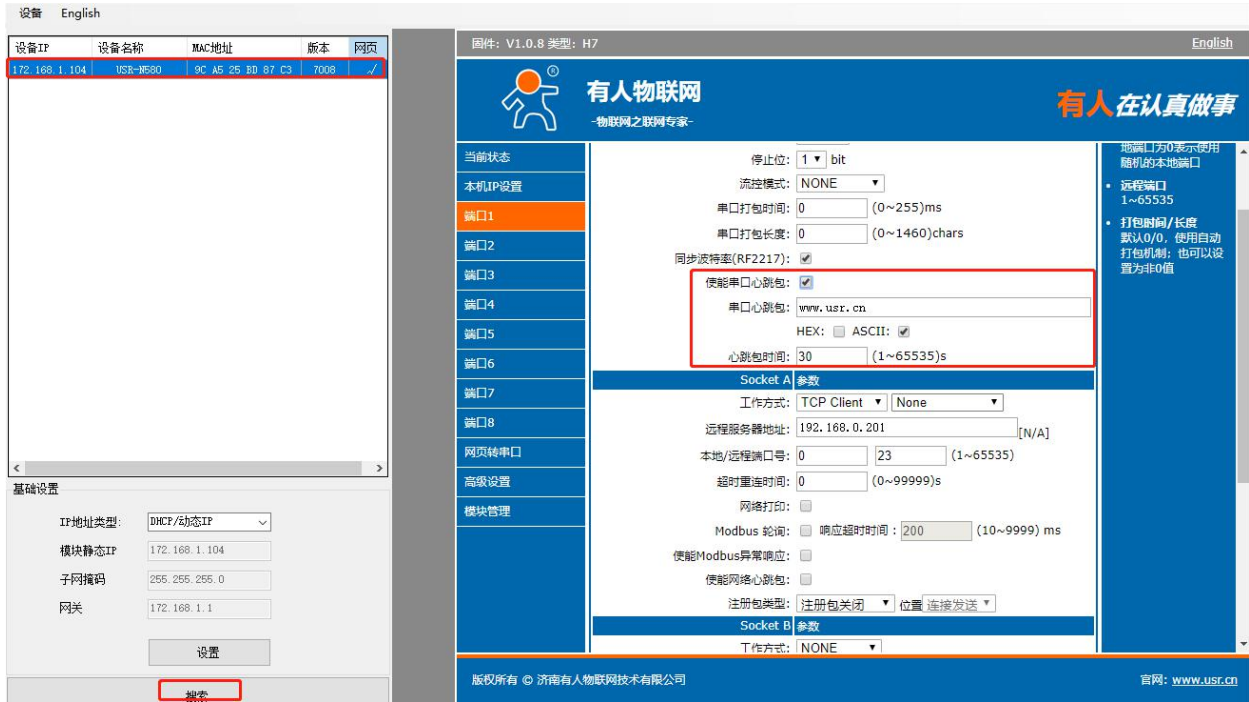 设备 English
设备IP 设备名称 MAC地址 版本 网页
172.168.1.104 USR-N580 9C A5 25 BD 87 C3 7008 √
基础设置
IP地址类型: DHCP/动态IP
模块静态IP 172.168.1.104
子网掩码 255.255.255.0
网关 172.168.1.1
设置
搜索
固件: V1.0.8 类型: H7 English
®
有人物联网
-物联网之联网专家-
有人在认真做事
当前状态
本机IP设置
端口1
端口2
端口3
端口4
端口5
端口6
端口7
端口8
网页转串口
高级设置
模块管理
停止位: 1 bit
流控模式: NONE
串口打包时间: 0 (0~255)ms
串口打包长度: 0 (0~1460)chars
同步波特率(RF2217):
使能串口心跳包:
串口心跳包: www.usr.cn
HEX: ASCII:
心跳包时间: 30 (1~65535)s
Socket A 参数
工作方式: TCP Client None
远程服务器地址: 192.168.0.201 [N/A]
本地/远程端口号: 0 23 (1~65535)
超时重连时间: 0 (0~99999)s
网络打印:
Modbus 轮询: 响应超时时间: 200 (10~9999) ms
使能Modbus异常响应:
使能网络心跳包:
注册包类型: 注册包关闭 位置 连接发送
Socket B 参数
工作方式: NONE
地端口为0表示使用
随机的本地端口
• 远程端口
1~65535
• 打包时间/长度
默认0/0，使用自动
打包机制；也可以设
置为非0值
版权所有 © 济南有人物联网技术有限公司 官网: www.usr.cn